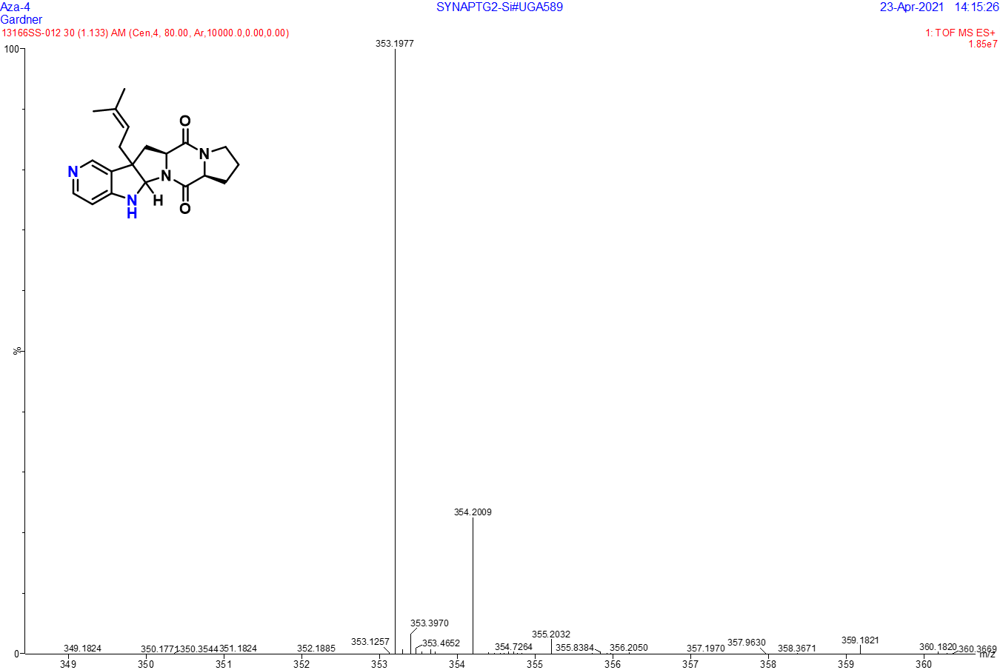 Aza-4 SYNAPTG2-Si#UGA589 23-Apr-2021 14:15:26
Gardner
13166SS-012 30 (1.133) AM (Cen,4, 80.00, Ar,10000.0,0.00,0.00) 1: TOF MS ES+
1.85e7
100
353.1977
O
N
N
N
N
H
H
O
%
354.2009
353.3970
355.2032
353.1257
353.4652
357.9630
359.1821
349.1824
350.1771
350.3544
351.1824
352.1885
354.7264
355.8384
356.2050
357.1970
358.3671
360.1820
360.3669
0
m/z
349 350 351 352 353 354 355 356 357 358 359 360